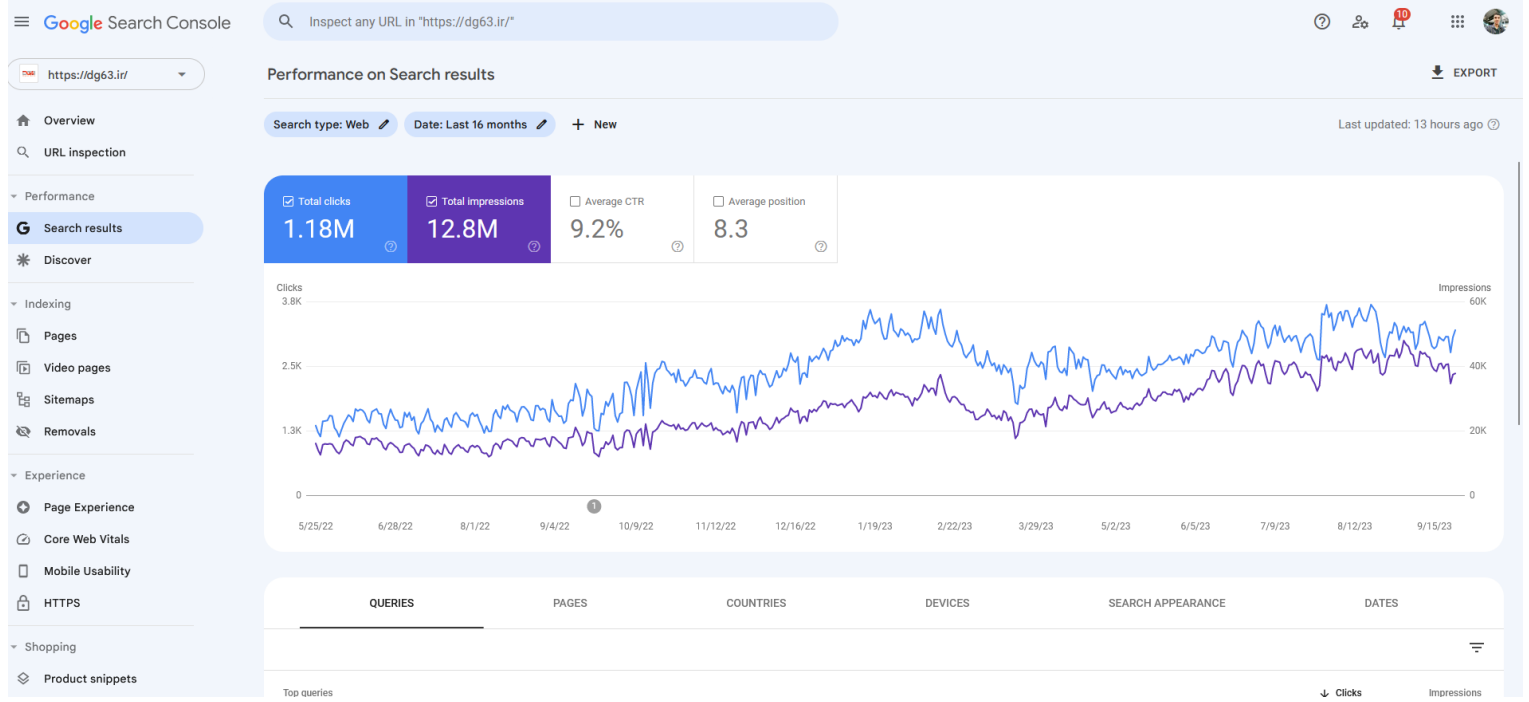 Google Search Console
Inspect any URL in "https://dg63.ir/"
10
https://dg63.ir/
Performance on Search results
EXPORT
Search type: Web
Date: Last 16 months
New
Last updated: 13 hours ago
Overview
URL inspection
Performance
Search results
Discover
Indexing
Pages
Video pages
Sitemaps
Removals
Experience
Page Experience
Core Web Vitals
Mobile Usability
HTTPS
Shopping
Product snippets
Total clicks
1.18M
Total impressions
12.8M
Average CTR
9.2%
Average position
8.3
Clicks
Impressions
3.8K
60K
2.5K
40K
1.3K
20K
0
0
1
5/25/22 6/28/22 8/1/22 9/4/22 10/9/22 11/12/22 12/16/22 1/19/23 2/22/23 3/29/23 5/2/23 6/5/23 7/9/23 8/12/23 9/15/23
QUERIES PAGES COUNTRIES DEVICES SEARCH APPEARANCE DATES
Top queries Clicks Impressions